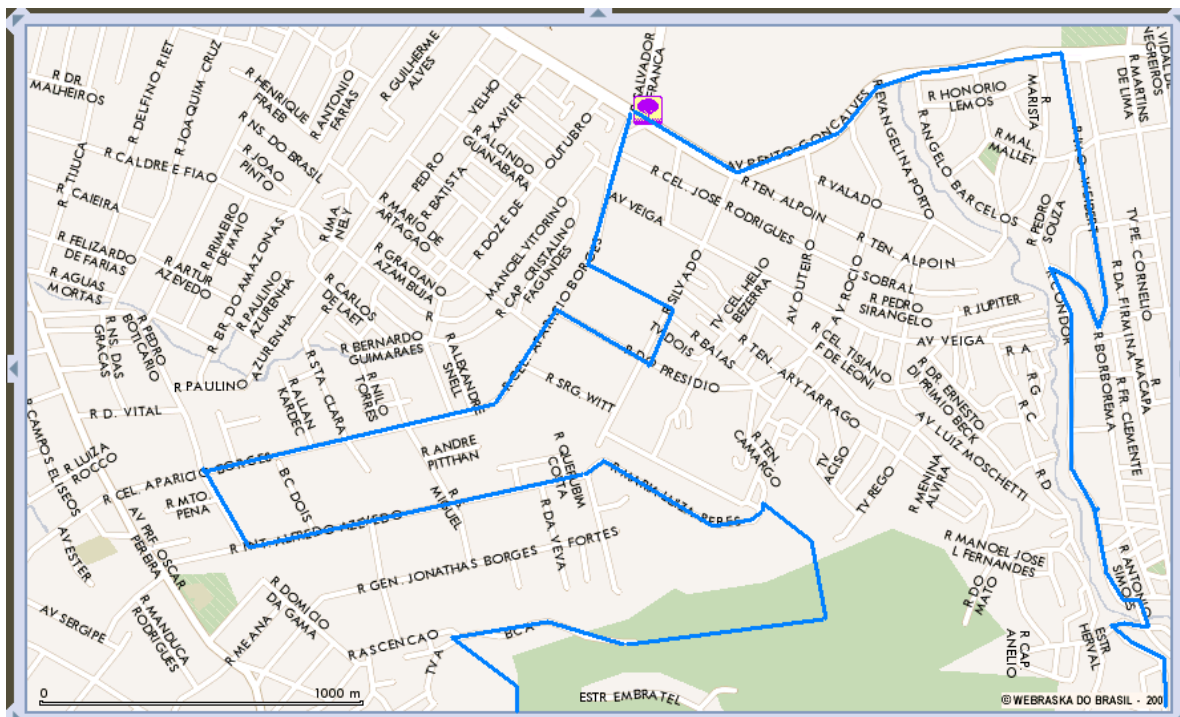 R DR.
MALHEIROS
R DELFINO RIET
R JOAQUIM CRUZ
R HENRIQUE
FRAEB
R ANTONIO
FARIAS
R GUILHERME
ALVES
VELHO
R
XAVIER
R ALCINDO
GUANABARA
OUTUBRO
FRANCA
R NS. DO BRASIL
R TIJUCA
R CALDRE E FIAO
R JOAO
PINTO
PEDRO
R BATISTA
R DOZE DE
R MARIO DE
ARTAGAO
R CAJEIRA
R
R PRIMEIRO
DE MAIO
R IMA
NELY
R FELIZARDO
DE FARIAS
R ARTUR
AZEVEDO
R BR. DO AMAZONAS
R PAULINO
AZURENHA
R GRACIANO
AZAMBUJA
MANOEL VITORINO
R CAP. CRISTALINO
FAGUNDES
R AGUAS
MORTAS
R NS. DAS
GRACAS
R PEDRO
BOTICARIO
R CARLOS
DE LAET
R BERNARDO
GUIMARAES
R
R ALEXANDRE
SNELL
R CEL. APARICIO BORGES
R PAULINO
AZURENHA
R STA. CLARA
R ALLAN
KARDEC
R NILO
TORRES
R D. VITAL
R CAMPOS ELISEOS
R LUIZA
ROCCO
R CEL. APARICIO BORGES
R MTO.
PENA
B C DOIS
R ANDRE
PITTHAN
MIGUEL
R QUERUBIM
COSTA
R DA VEVA
R INT. ALFREDO AZEVEDO
R GEN. JONATHAS BORGES FORTES
AV ESTER
AV PRF. OSCAR
PEREIRA
AV SERGIPE
R MANDUCA
RODRIGUES
R DOMICIO
DA GAMA
R MEANA
R ASCENCAO
TV A
BC A
AV BENTO GONCALVES
R CEL. JOSE RODRIGUES
R TEN. ALPOIN
R VALADO
R EVANGELINA PORTO
R ANGELO BARCELOS
R HONORIO
LEMOS
R MARISTA
R MAL.
MALLET
R PEDRO
SOUZA
R MARTINS
DE LIMA
AV VEIGA
R SILVADO
TV DOIS
TV CEL. HELIO
BEZERRA
R BAIAS
R DO PRESIDIO
R SRG. WITT
R TEN. ARY TARRAGO
AV OUTEIRO
AV ROCIO
R SOBRAL
R TEN. ALPOIN
R PEDRO
SIRANGELO
R JUPITER
AV VEIGA
R A
R G
R C
R CEL. TISIANO
F DE LEONI
R DR. ERNESTO
DI PRIMIO BECK
AV LUIZ MOSCHETTI
R D
R CONDOR
R BORBOREMA
R DA. FIRMINA
TV PE. CORNELIO
MACAPA
R
R FR. CLEMENTE
R TEN.
CAMARGO
TV
ACISO
TV REGO
R MENINA
ALVIRA
R MARIA LUIZA PERES
R MANOEL JOSE
L FERNANDES
R DO
MATO
R CAP.
ANELIO
ESTR
HERVAL
R ANTONIO
SIMOES
ESTR EMBRATEL
0 1000 m
© WEBRASKA DO BRASIL - 200